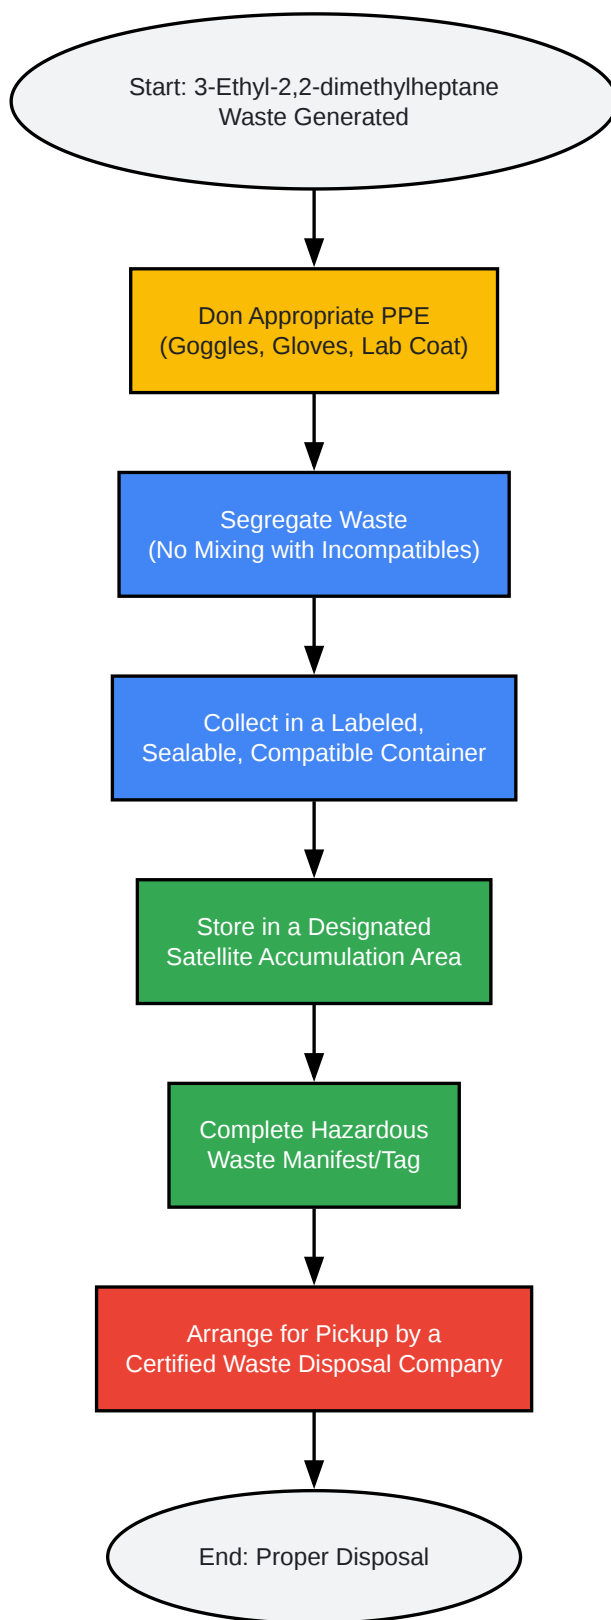 Start: 3-Ethyl-2,2-dimethylheptane
Waste Generated
Don Appropriate PPE
(Goggles, Gloves, Lab Coat)
Segregate Waste
(No Mixing with Incompatibles)
Collect in a Labeled,
Sealable, Compatible Container
Store in a Designated
Satellite Accumulation Area
Complete Hazardous
Waste Manifest/Tag
Arrange for Pickup by a
Certified Waste Disposal Company
End: Proper Disposal